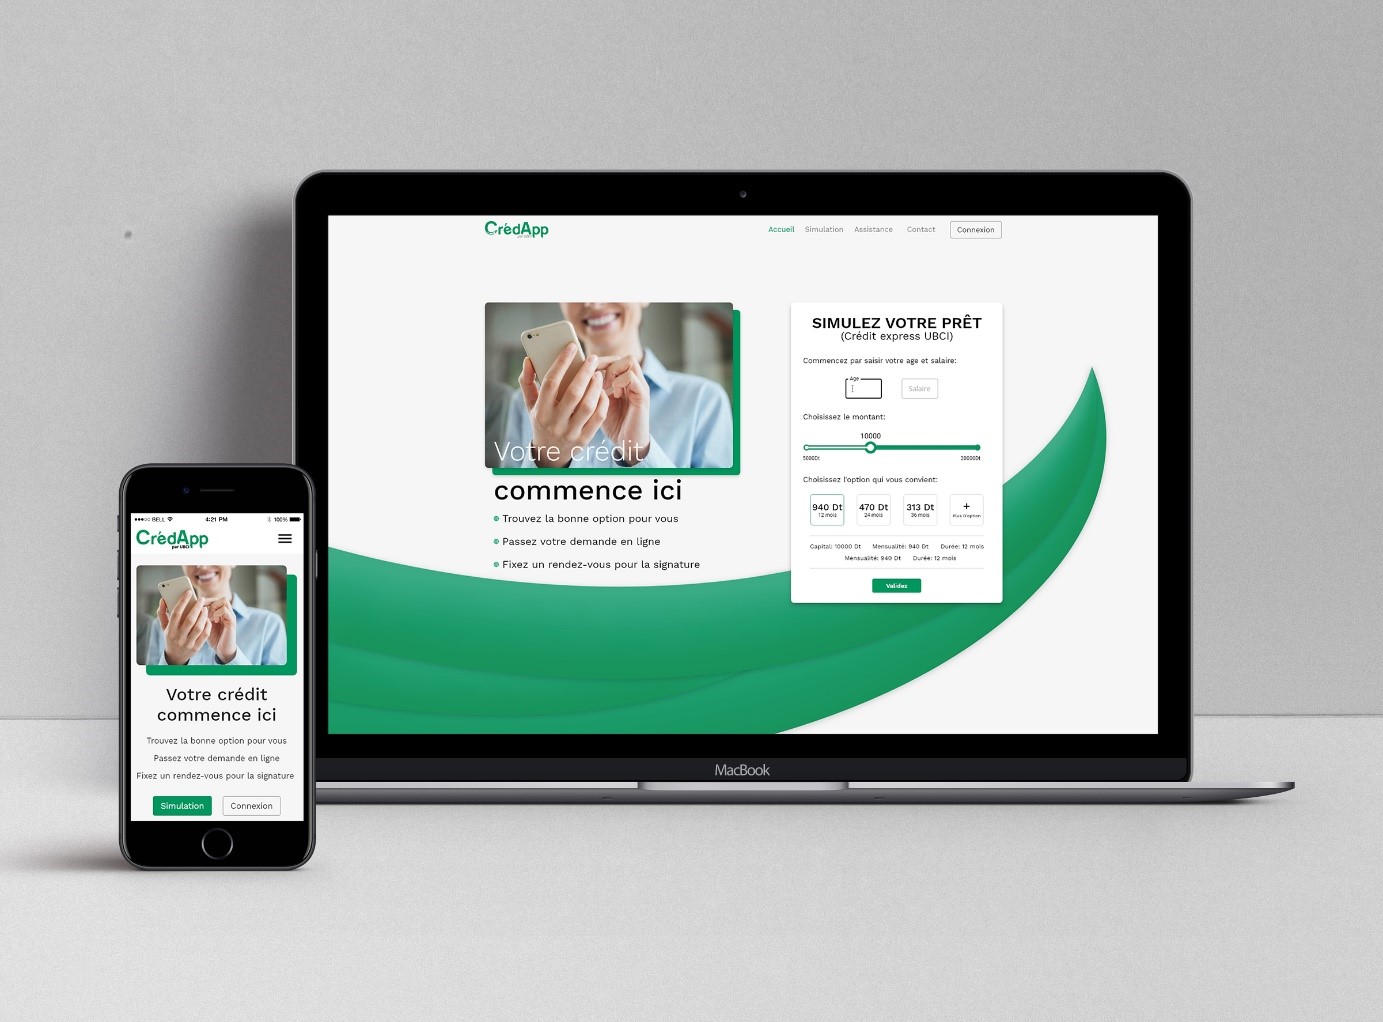 CrédApp
Accueil Simulation Assistance Contact Connexion
Votre crédit
commence ici
Trouvez la bonne option pour vous
Passez votre demande en ligne
Fixez un rendez-vous pour la signature
SIMULEZ VOTRE PRÊT
(Crédit express UBCI)
Commencez par saisir votre age et salaire:
Age
Salaire
Choisissez le montant:
10000
5000Dt
Choisissez l'option qui vous convient:
940 Dt 470 Dt 313 Dt +
12 mois 24 mois 36 mois Plus D'option
Capital: 10000 Dt Mensualité: 940 Dt Durée: 12 mois
Mensualité: 940 Dt Durée: 12 mois
Validez
MacBook
BELL 4:21 PM 100%
CrédApp
par UBCI
Votre crédit
commence ici
Trouvez la bonne option pour vous
Passez votre demande en ligne
Fixez un rendez-vous pour la signature
Simulation Connexion